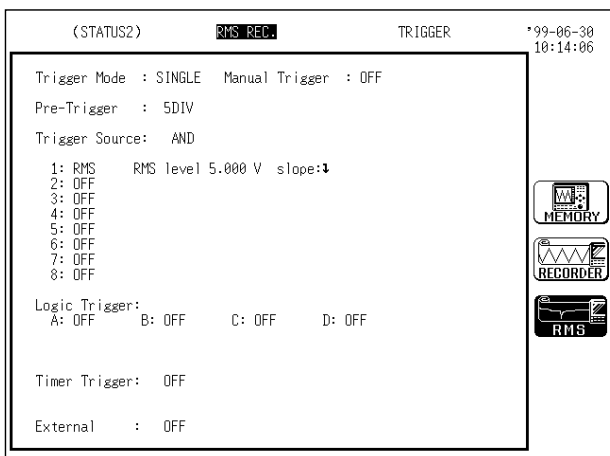 (STATUS2) RMS REC. TRIGGER '99-06-30
10:14:06
Trigger Mode : SINGLE Manual Trigger : OFF
Pre-Trigger : 5DIV
Trigger Source: AND
1: RMS RMS level 5.000 V slope:↓
2: OFF
3: OFF
4: OFF
5: OFF
6: OFF
7: OFF
8: OFF
Logic Trigger:
A: OFF B: OFF C: OFF D: OFF
Timer Trigger: OFF
External : OFF
MEMORY
RECORDER
RMS